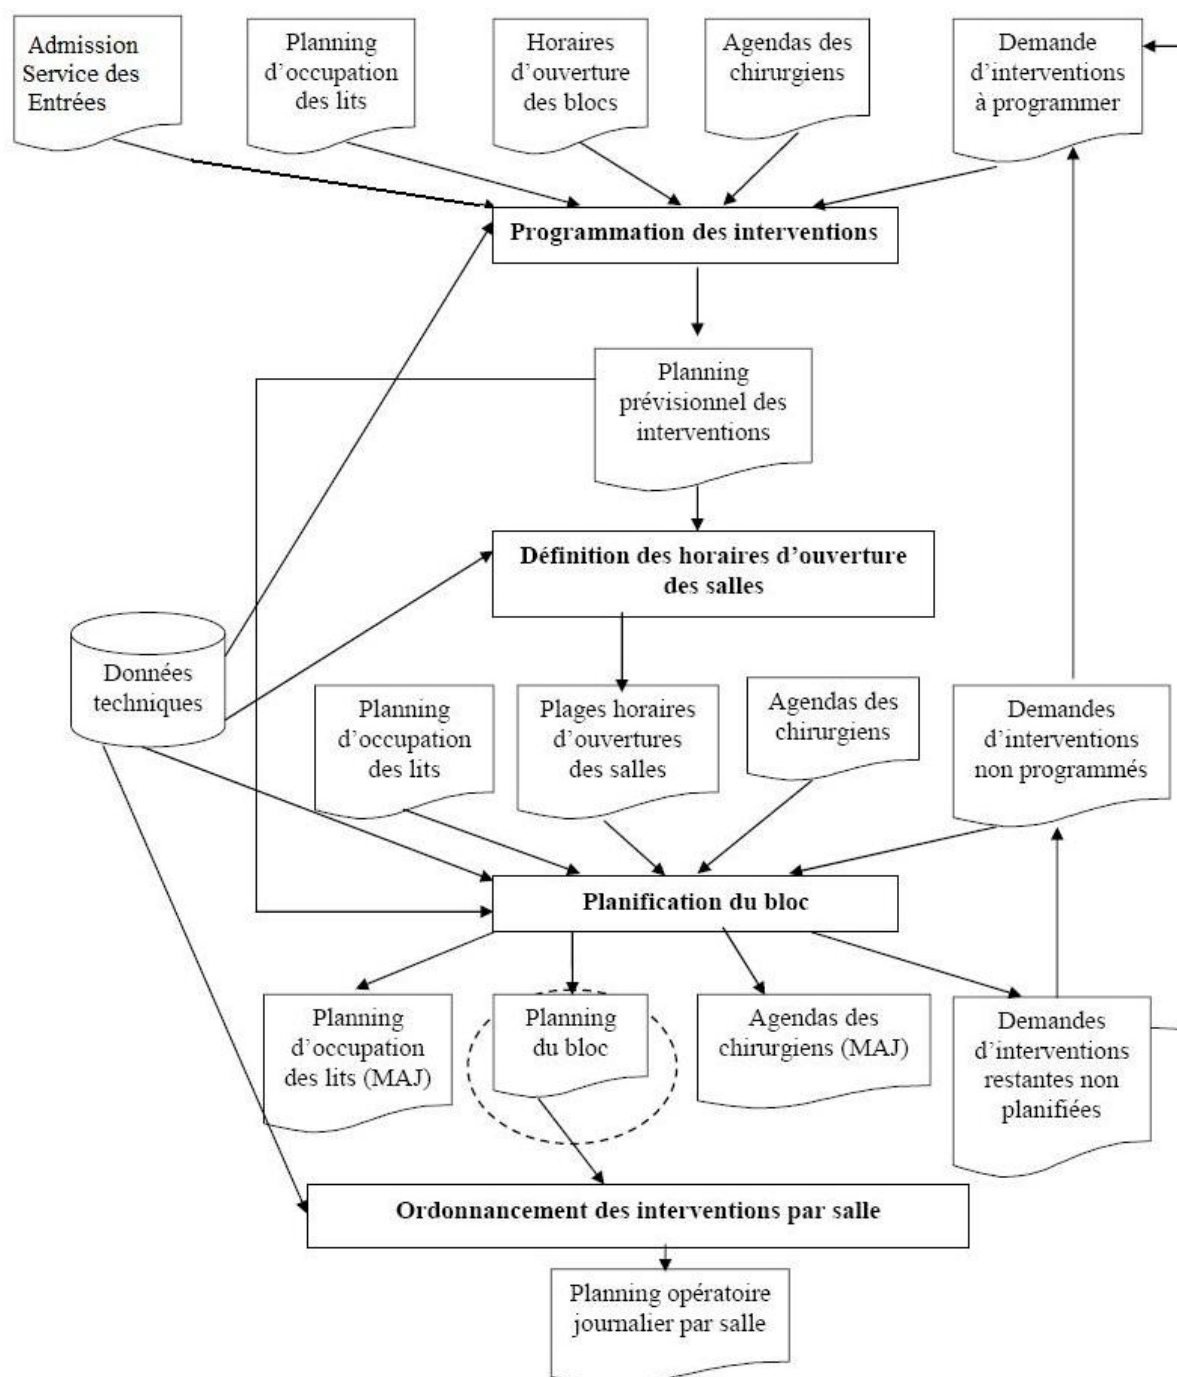 Admission
Service des
Entrées
Planning
d’occupation
des lits
Horaires
d’ouverture
des blocs
Agendas des
chirurgiens
Demande
d’interventions
à programmer
Programmation des interventions
Planning
prévisionnel des
interventions
Définition des horaires d’ouverture
des salles
Données
techniques
Planning
d’occupation
des lits
Plages horaires
d’ouvertures
des salles
Agendas des
chirurgiens
Demandes
d’interventions
non programmés
Planification du bloc
Planning
d’occupation
des lits (MAJ)
Planning
du bloc
Agendas des
chirurgiens (MAJ)
Demandes
d’interventions
restantes non
planifiées
Ordonnancement des interventions par salle
Planning opératoire
journalier par salle